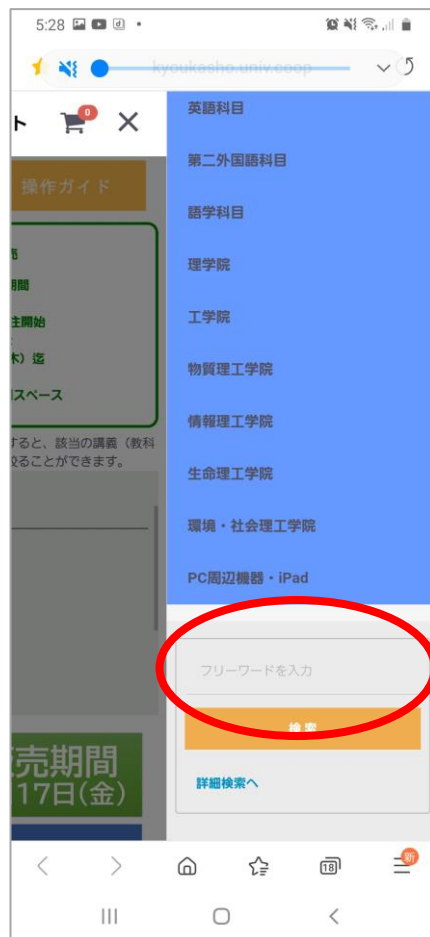 5:28
kyoukasho.univ.coop
ト
0
操作ガイド
期間
主開始
木）迄
スペース
すると、該当の講義（教科
ることができます。
売期間
17日(金)
英語科目
第二外国語科目
語学科目
理学院
工学院
物質理工学院
情報理工学院
生命理工学院
環境・社会理工学院
PC周辺機器・iPad
フリーワードを入力
検索
詳細検索へ
18
新